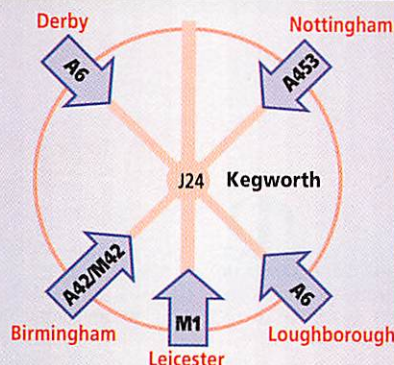 Derby
Nottingham
A6
A453
J24
Kegworth
A42/M42
M1
A6
Birmingham
Leicester
Loughborough